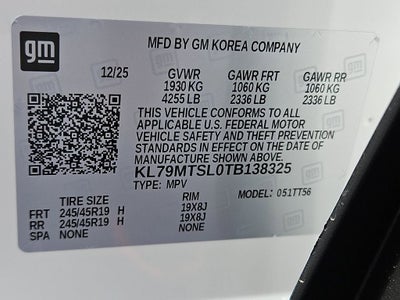 gm
MFD BY GM KOREA COMPANY
12/25 GVWR GAWR FRT GAWR RR
1930 KG 1060 KG 1060 KG
4255 LB 2336 LB 2336 LB
THIS VEHICLE CONFORMS TO ALL
APPLICABLE U.S. FEDERAL MOTOR
VEHICLE SAFETY AND THEFT PREVENTION
STANDARDS IN EFFECT ON THE DATE OF
MANUFACTURE SHOWN ABOVE.
KL79MTSL0TB138325
TYPE: MPV MODEL: 051TT56
TIRE SIZE RIM
FRT 245/45R19 H 19X8J
RR 245/45R19 H 19X8J
SPA NONE NONE